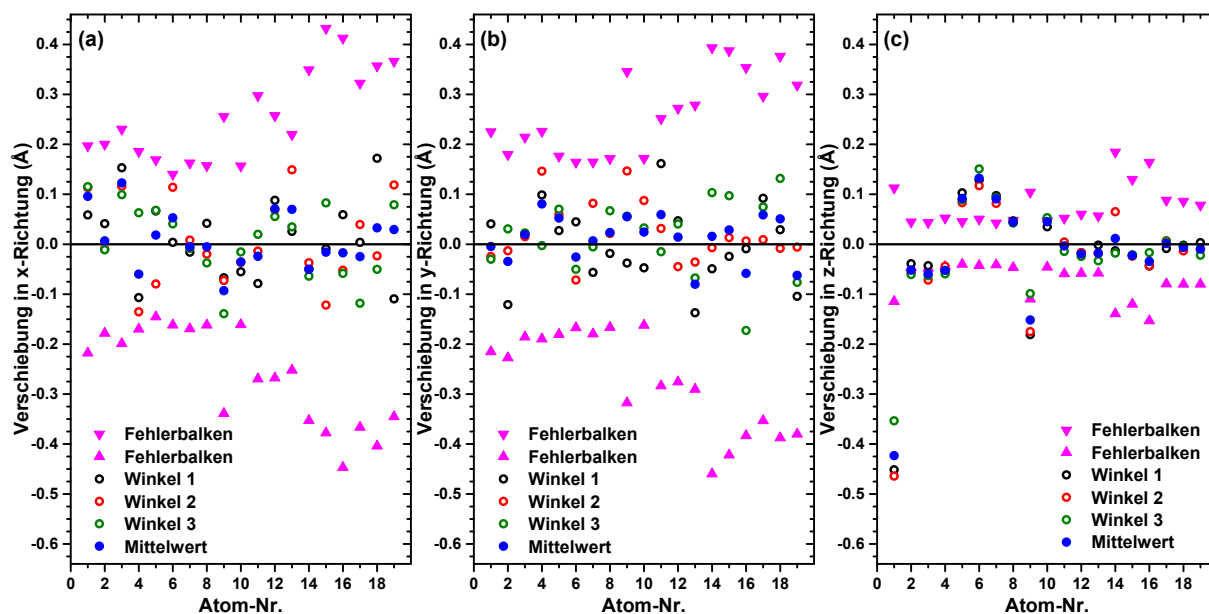 (a)
(b)
(c)
Verschiebung in x-Richtung (Å)
0.4
0.3
0.2
0.1
0.0
-0.1
-0.2
-0.3
-0.4
-0.5
-0.6
Fehlerbalken
Fehlerbalken
Winkel 1
Winkel 2
Winkel 3
Mittelwert
0 2 4 6 8 10 12 14 16 18
Atom-Nr.
Verschiebung in y-Richtung (Å)
0.4
0.3
0.2
0.1
0.0
-0.1
-0.2
-0.3
-0.4
-0.5
-0.6
Fehlerbalken
Fehlerbalken
Winkel 1
Winkel 2
Winkel 3
Mittelwert
0 2 4 6 8 10 12 14 16 18
Atom-Nr.
Verschiebung in z-Richtung (Å)
0.4
0.3
0.2
0.1
0.0
-0.1
-0.2
-0.3
-0.4
-0.5
-0.6
Fehlerbalken
Fehlerbalken
Winkel 1
Winkel 2
Winkel 3
Mittelwert
0 2 4 6 8 10 12 14 16 18
Atom-Nr.